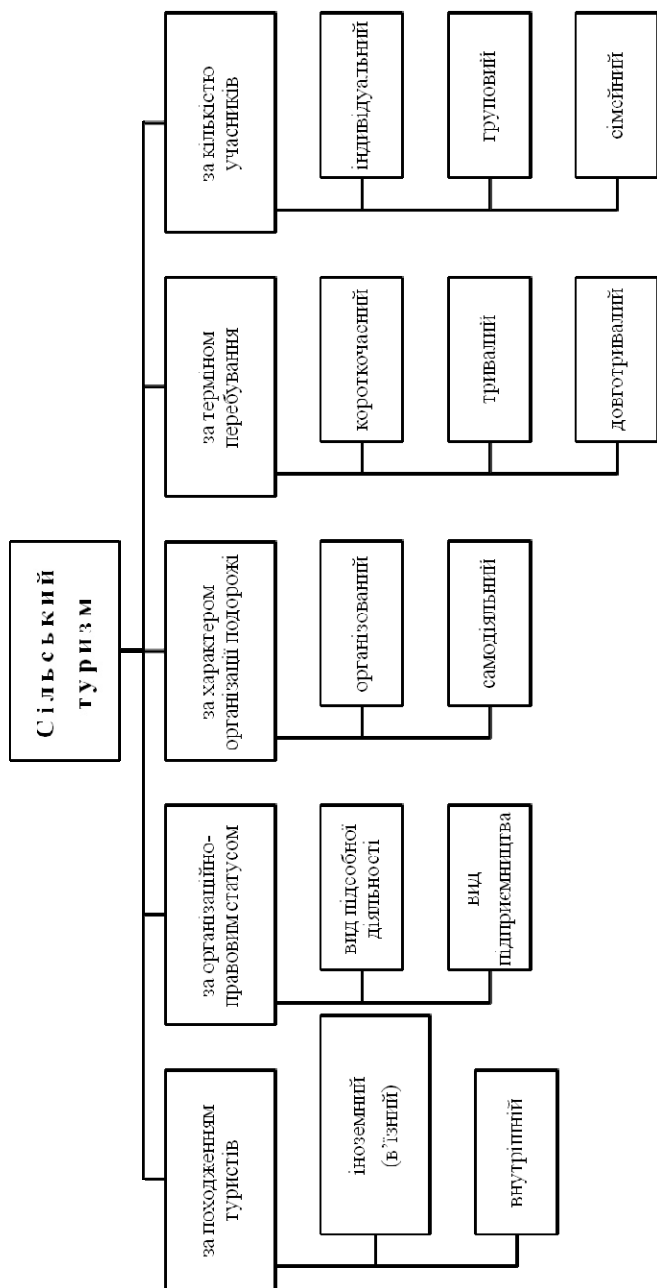 Сільський
туризм
за походженням
туристів
іноземний
(в’їзний)
внутрішній
за організаційно-
правовим статусом
вид підсобної
діяльності
вид
підприємництва
за характером
організації подорожі
організований
самодіяльний
за терміном
перебування
короткочасний
тривалий
довготривалий
за кількістю
учасників
індивідуальний
груповий
сімейний